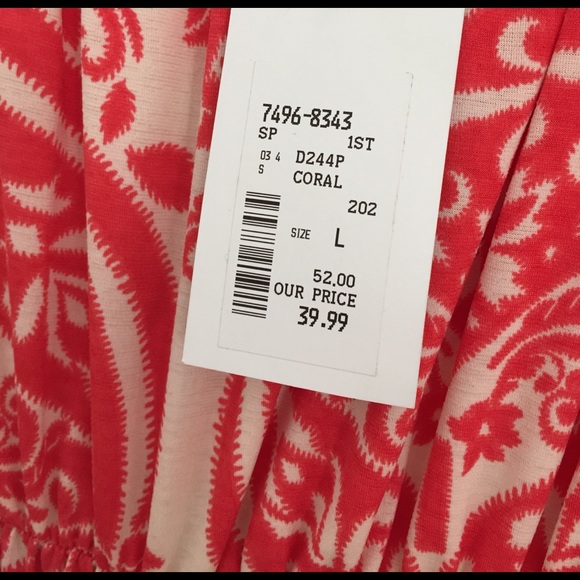 7496-8343
SP 1ST
03 4 D244P
S CORAL
202
SIZE L
52.00
OUR PRICE
39.99